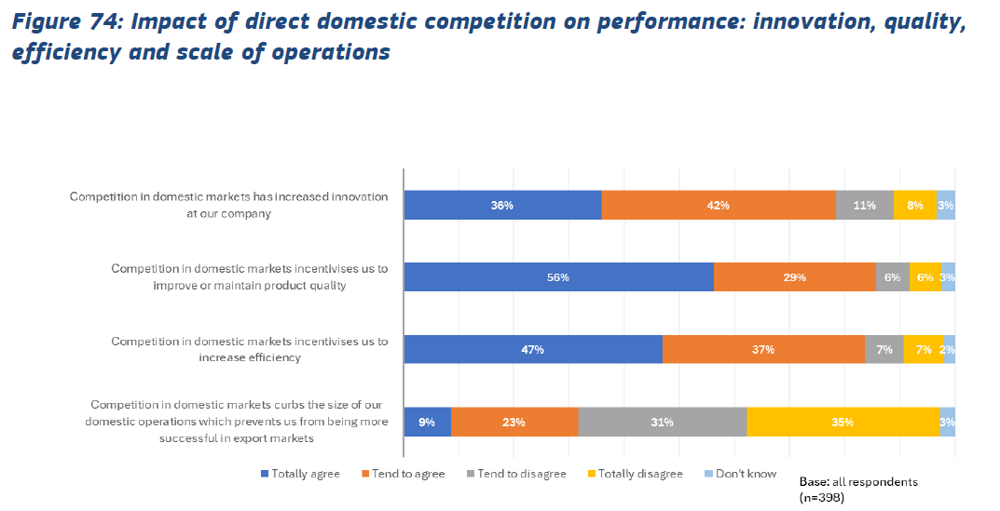 Figure 74: Impact of direct domestic competition on performance: innovation, quality,
efficiency and scale of operations
Competition in domestic markets has increased innovation
at our company
36% 42% 11% 8% 3%
Competition in domestic markets incentivises us to
improve or maintain product quality
56% 29% 6% 6% 3%
Competition in domestic markets incentivises us to
increase efficiency
47% 37% 7% 7% 2%
Competition in domestic markets curbs the size of our
domestic operations which prevents us from being more
successful in export markets
9% 23% 31% 35% 3%
Totally agree Tend to agree Tend to disagree Totally disagree Don't know
Base: all respondents
(n=398)